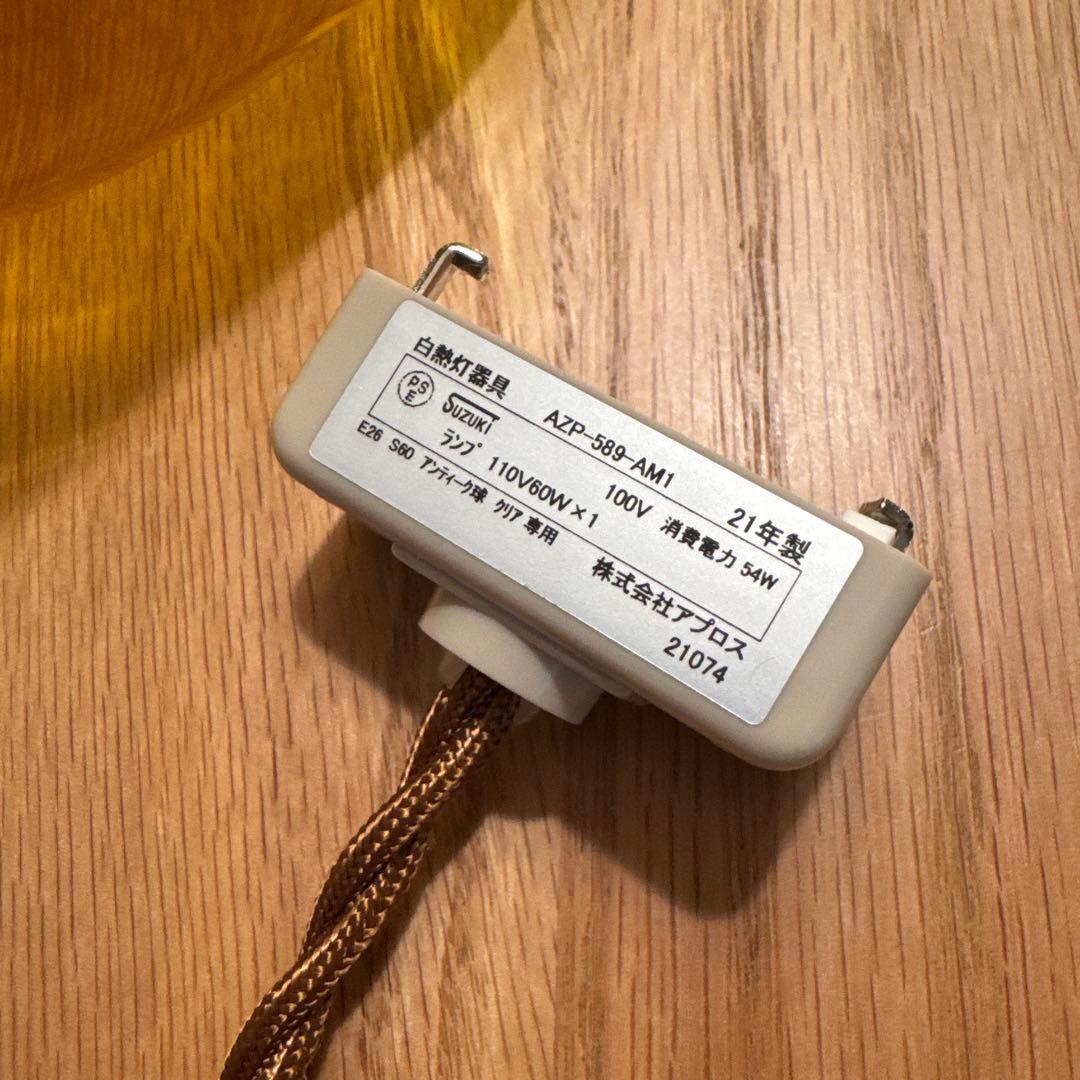 白熱灯器具 AZP-589-AM1 21年製
PSE SUZUKI 100V 消費電力 54W
ランプ 110V60W×1
E26 S60 アンティーク球 クリア 専用
株式会社アプロス
21074